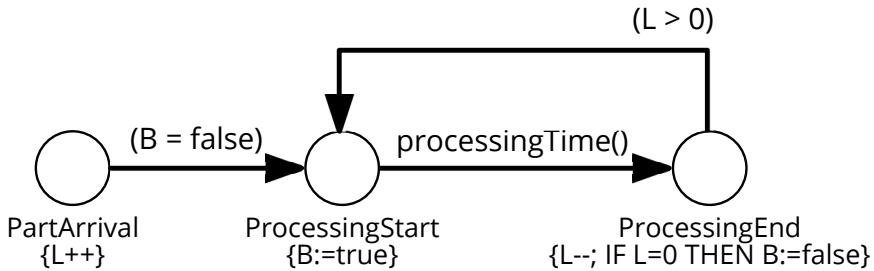 (L > 0)
(B = false)
processingTime()
PartArrival
{L++}
ProcessingStart
{B:=true}
ProcessingEnd
{L--; IF L=0 THEN B:=false}